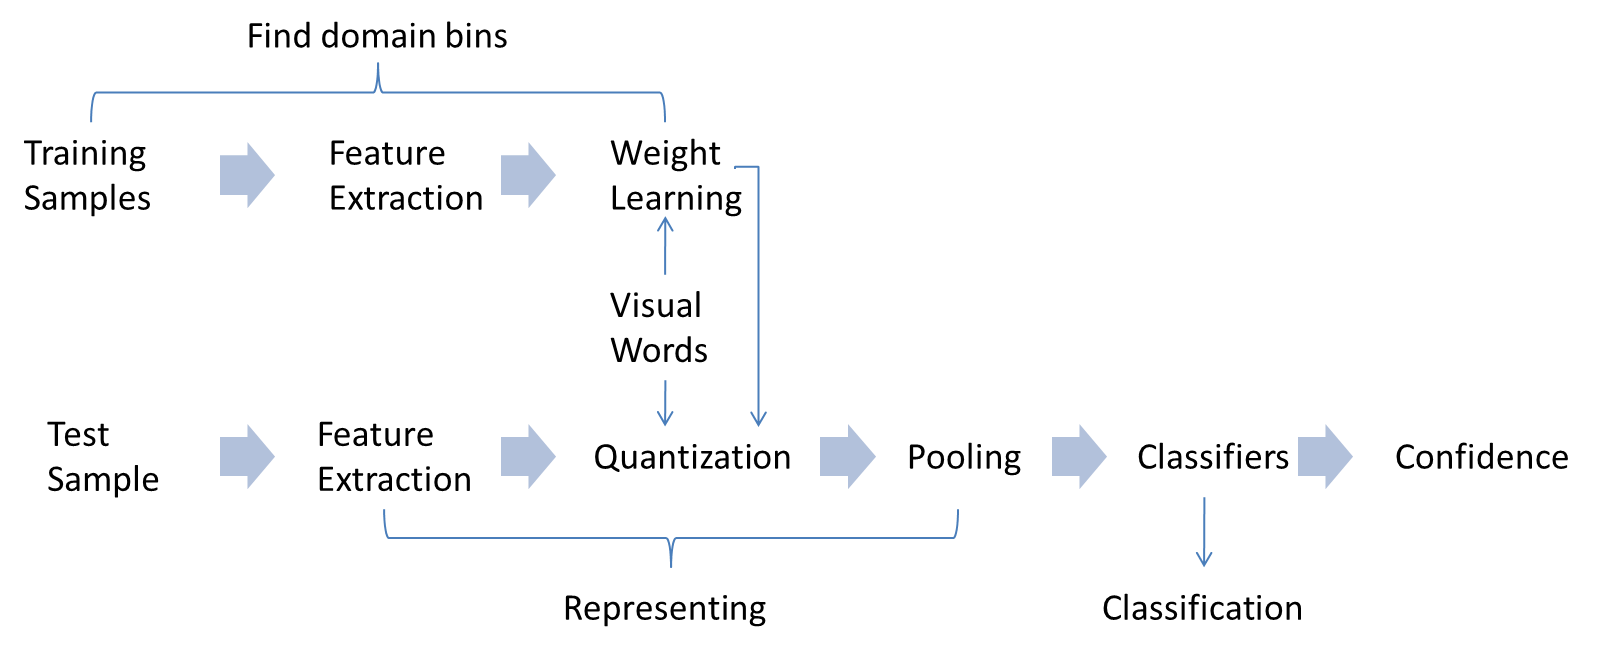 Find domain bins
Training
Samples
Feature
Extraction
Weight
Learning
Visual
Words
Test
Sample
Feature
Extraction
Quantization
Pooling
Classifiers
Confidence
Representing
Classification